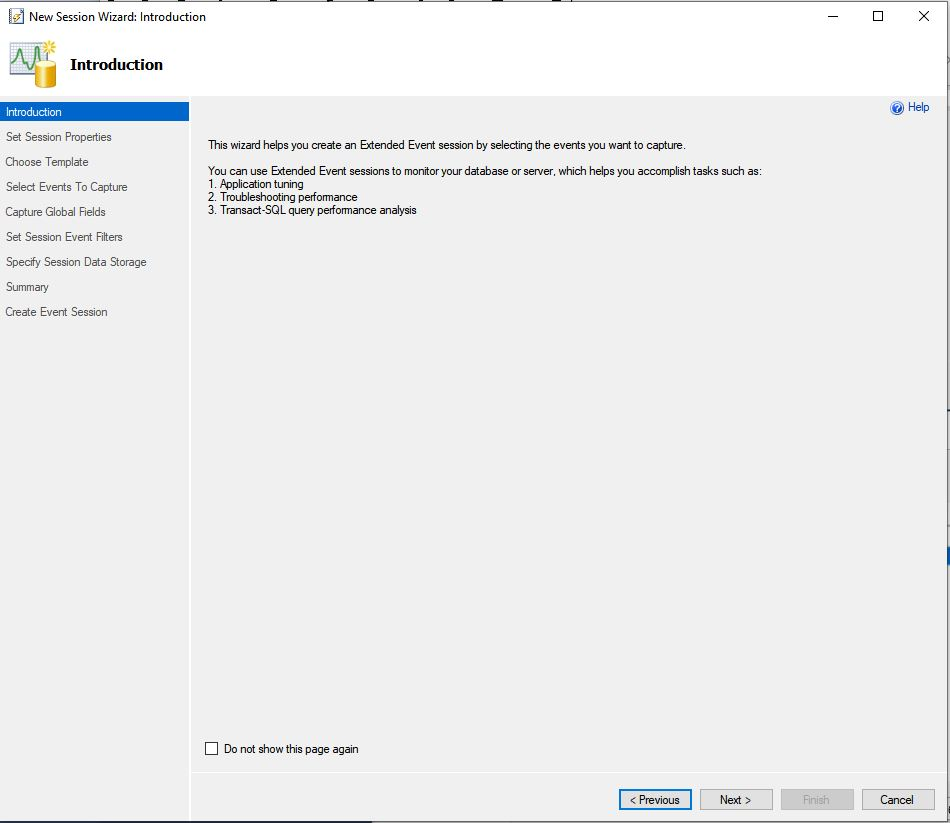 New Session Wizard: Introduction
Introduction
Introduction
Set Session Properties
Choose Template
Select Events To Capture
Capture Global Fields
Set Session Event Filters
Specify Session Data Storage
Summary
Create Event Session
Help
This wizard helps you create an Extended Event session by selecting the events you want to capture.
You can use Extended Event sessions to monitor your database or server, which helps you accomplish tasks such as:
1. Application tuning
2. Troubleshooting performance
3. Transact-SQL query performance analysis
Do not show this page again
< Previous
Next >
Finish
Cancel